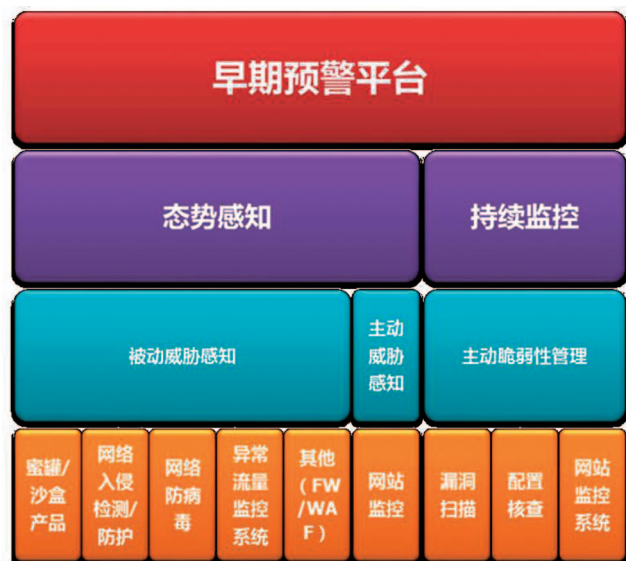 早期预警平台
态势感知
持续监控
被动威胁感知
主动
威胁
感知
主动脆弱性管理
蜜罐/
沙盒
产品
网络
入侵
检测/
防护
网络
防病
毒
异常
流量
监控
系统
其他
(FW
/WA
F)
网站
监控
漏洞
扫描
配置
核查
网站
监控
系统